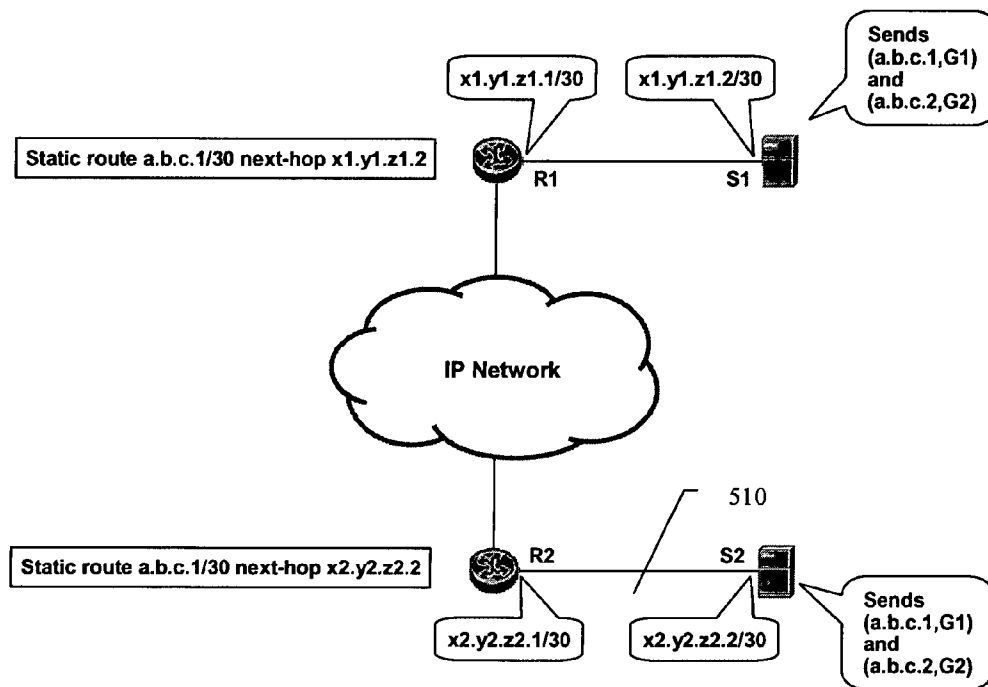 Sends
(a.b.c.1,G1)
and
(a.b.c.2,G2)
x1.y1.z1.1/30
x1.y1.z1.2/30
Static route a.b.c.1/30 next-hop x1.y1.z1.2
R1
S1
IP Network
510
R2
S2
Static route a.b.c.1/30 next-hop x2.y2.z2.2
x2.y2.z2.1/30
x2.y2.z2.2/30
Sends
(a.b.c.1,G1)
and
(a.b.c.2,G2)